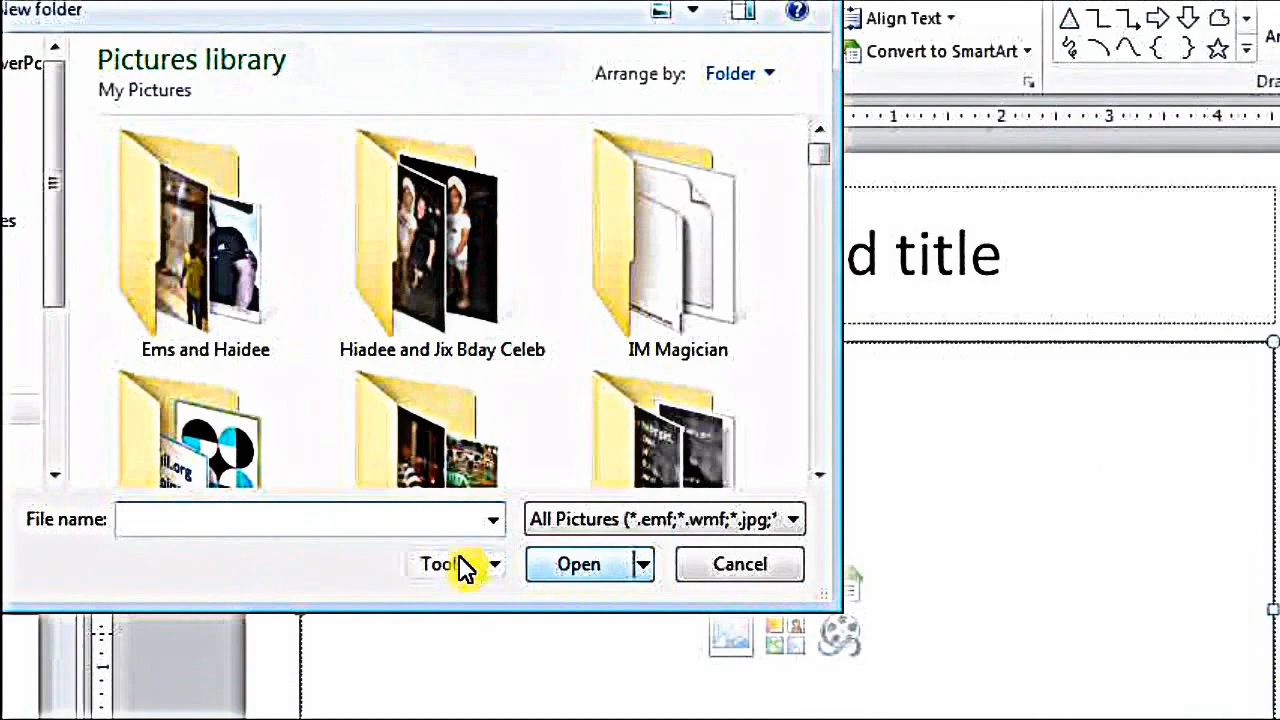 New folder
Align Text
Convert to SmartArt
Pictures library
My Pictures
Arrange by: Folder
1 2 3 4
d title
Ems and Haidee
Hiadee and Jix Bday Celeb
IM Magician
File name:
All Pictures (*.emf;*.wmf;*.jpg;*
Open
Cancel
1